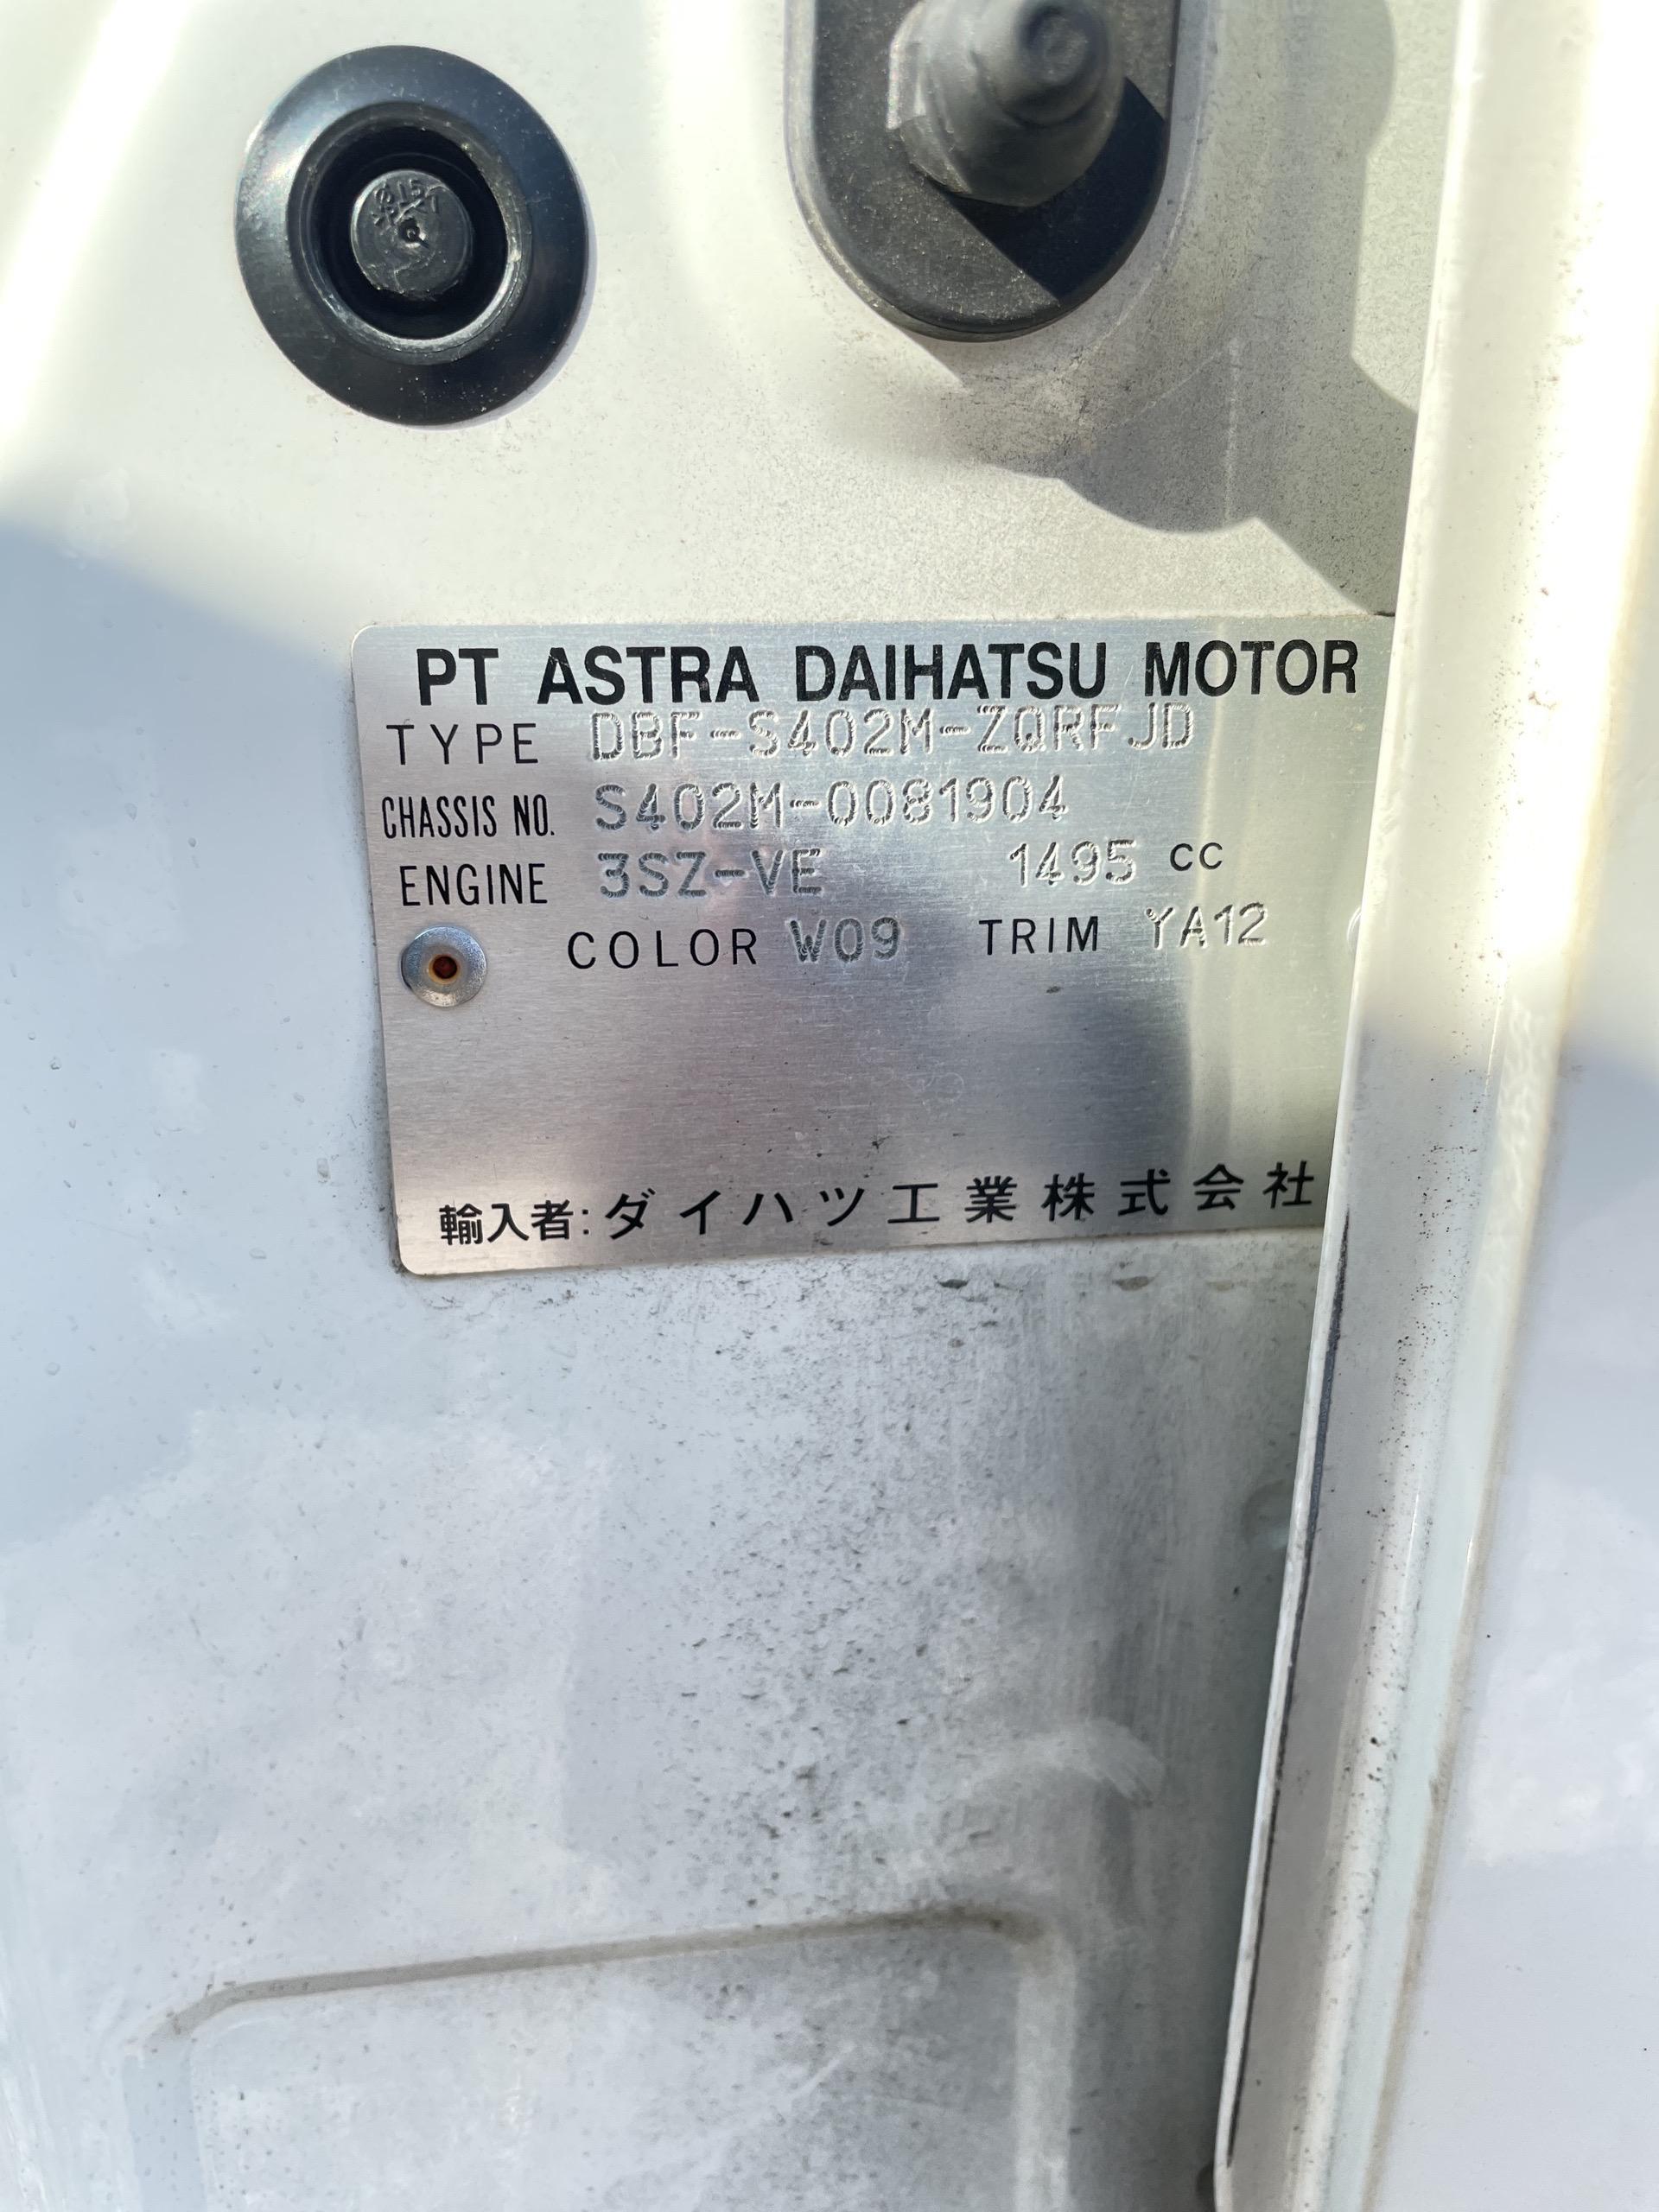 PT ASTRA DAIHATSU MOTOR
TYPE DBF-S402M-ZQRFJD
CHASSIS NO. S402M-0081904
ENGINE 3SZ-VE 1495 CC
COLOR W09 TRIM YA12
輸入者:ダイハツ工業株式会社